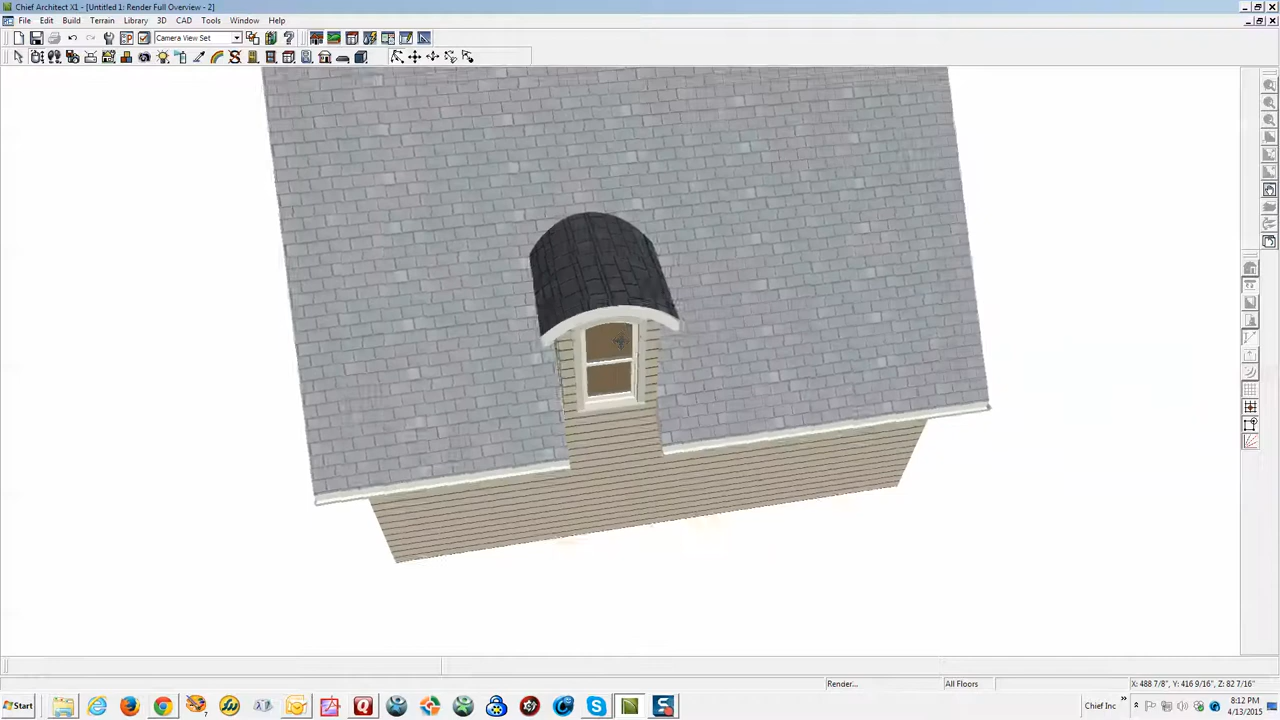 Chief Architect X1 - [Untitled 1: Render Full Overview - 2]
File Edit Build Terrain Library 3D CAD Tools Window Help
Camera View Set
Render...
All Floors
X: 488 7/8", Y: 416 9/16", Z: 82 7/16"
Start
Chief Inc
8:12 PM
4/13/2015